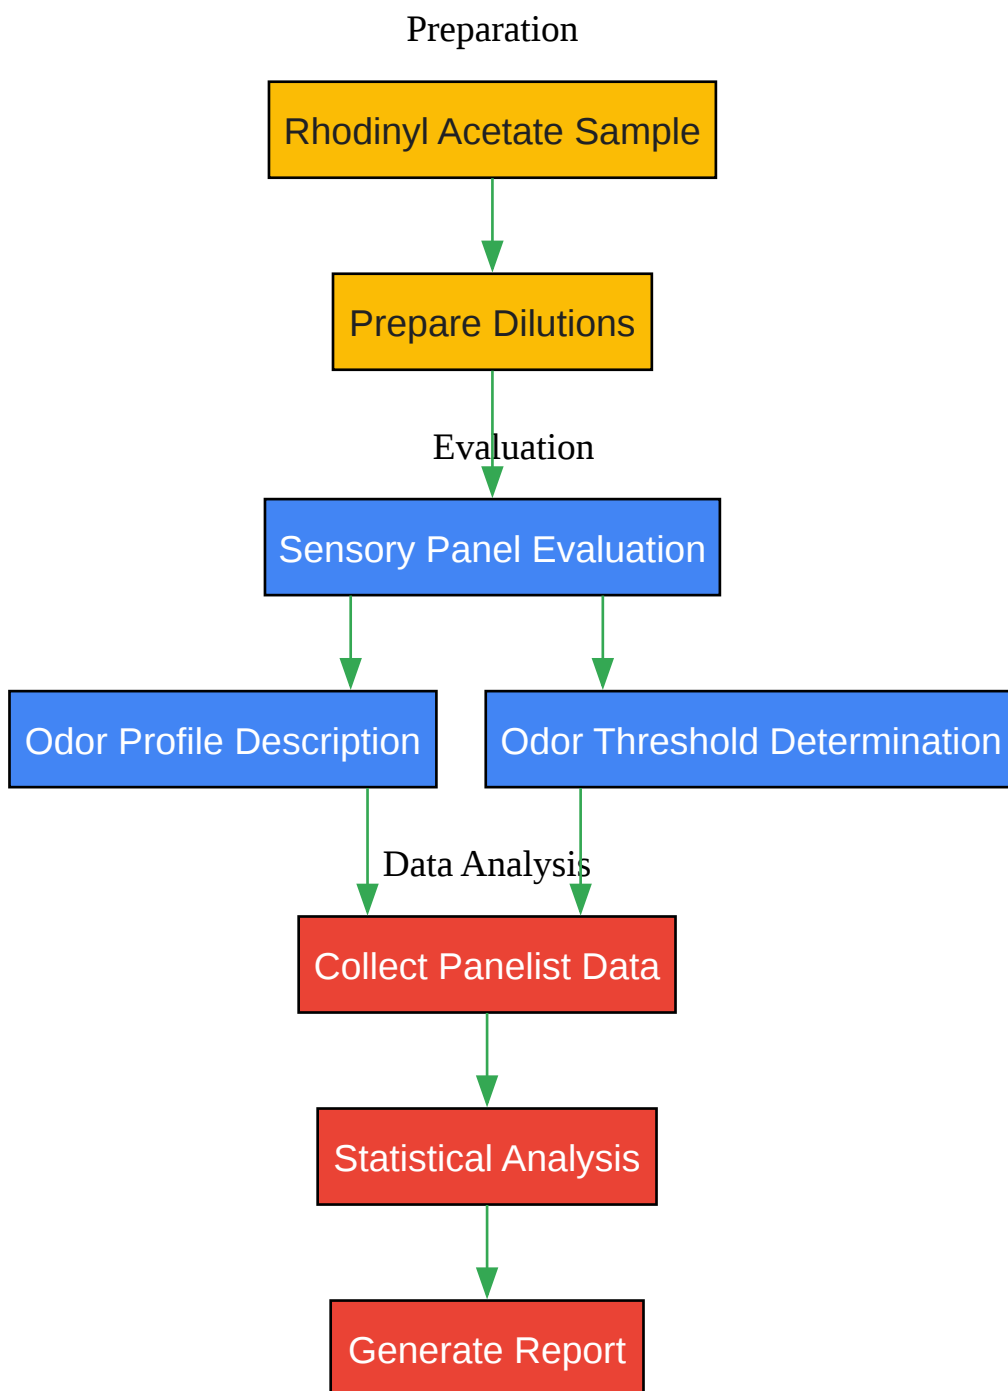 Preparation
Rhodinyl Acetate Sample
Prepare Dilutions
Evaluation
Sensory Panel Evaluation
Odor Profile Description
Odor Threshold Determination
Data Analysis
Collect Panelist Data
Statistical Analysis
Generate Report